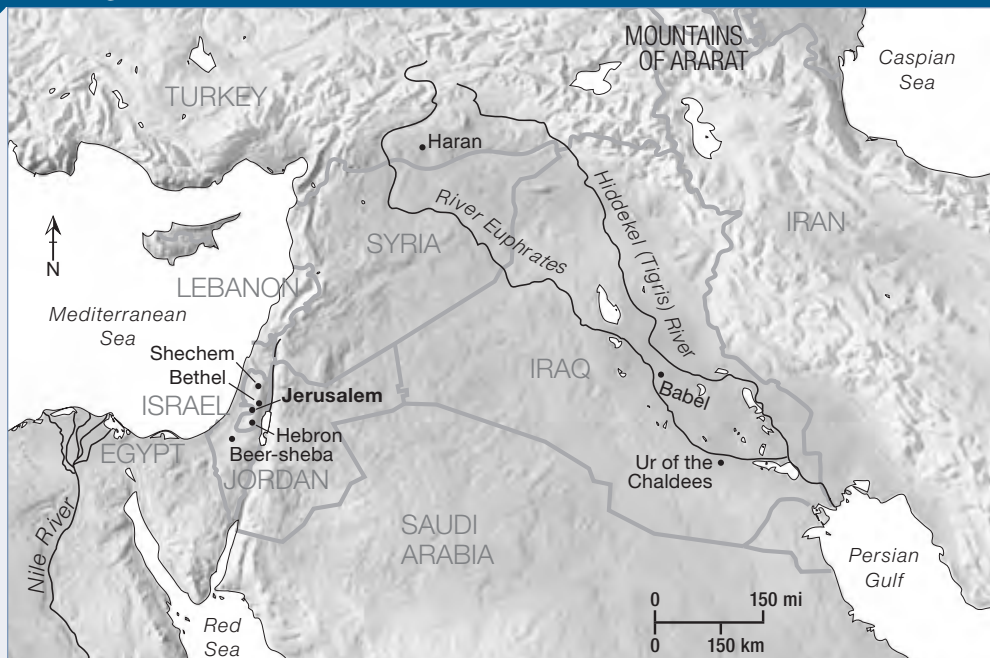 MOUNTAINS
OF ARARAT
Caspian
Sea
TURKEY
Haran
Hiddekel (Tigris) River
River Euphrates
IRAN
N
SYRIA
LEBANON
Mediterranean
Sea
Shechem
Bethel
IRAQ
Babel
ISRAEL
Jerusalem
Hebron
EGYPT
Beer-sheba
JORDAN
Ur of the
Chaldees
SAUDI
ARABIA
Nile River
Persian
Gulf
0 150 mi
0 150 km
Red
Sea